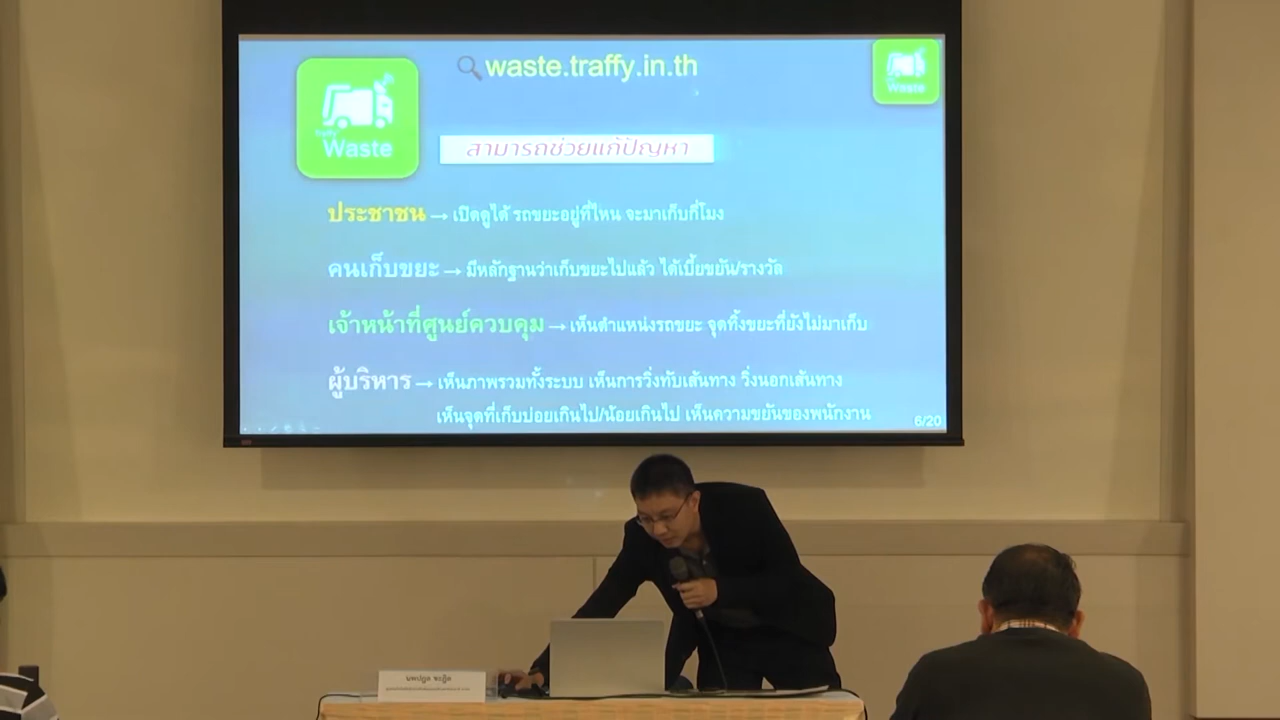 waste.traffy.in.th
Waste
Waste
สามารถช่วยแก้ปัญหา
ประชาชน → เปิดดูได้ รถขยะอยู่ที่ไหน จะมาเก็บกี่โมง
คนเก็บขยะ → มีหลักฐานว่าเก็บขยะไปแล้ว ได้เบี้ยขยัน/รางวัล
เจ้าหน้าที่ศูนย์ควบคุม → เห็นตำแหน่งรถขยะ จุดทิ้งขยะที่ยังไม่มาเก็บ
ผู้บริหาร → เห็นภาพรวมทั้งระบบ เห็นการวิ่งทับเส้นทาง วิ่งนอกเส้นทาง
เห็นจุดที่เก็บบ่อยเกินไป/น้อยเกินไป เห็นความขยันของพนักงาน
6/20